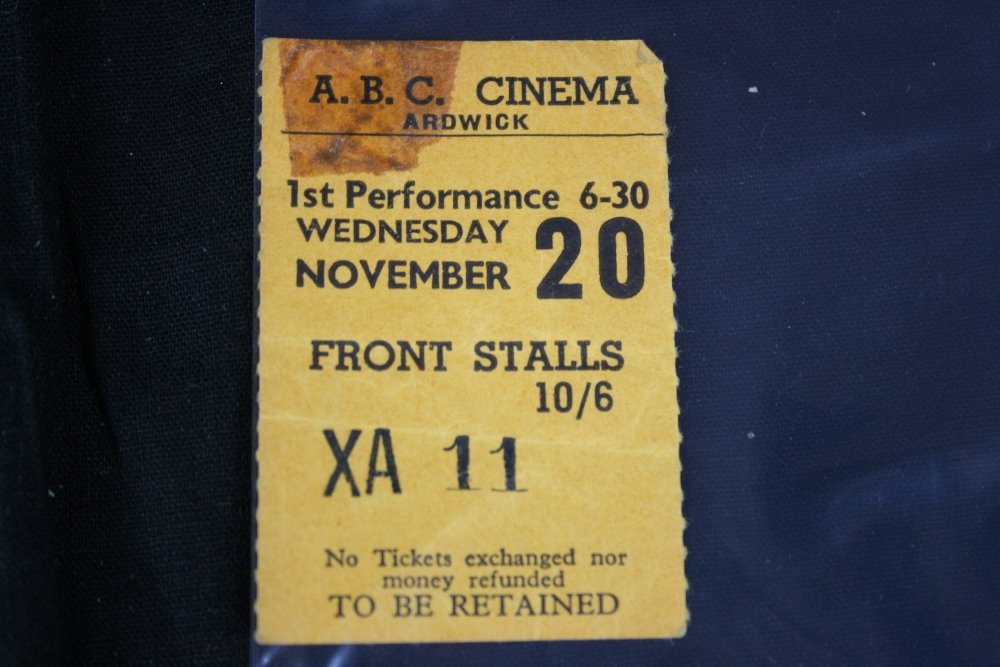 A. B. C. CINEMA
ARDWICK
1st Performance 6-30
WEDNESDAY
NOVEMBER 20
FRONT STALLS
10/6
XA 11
No Tickets exchanged nor
money refunded
TO BE RETAINED